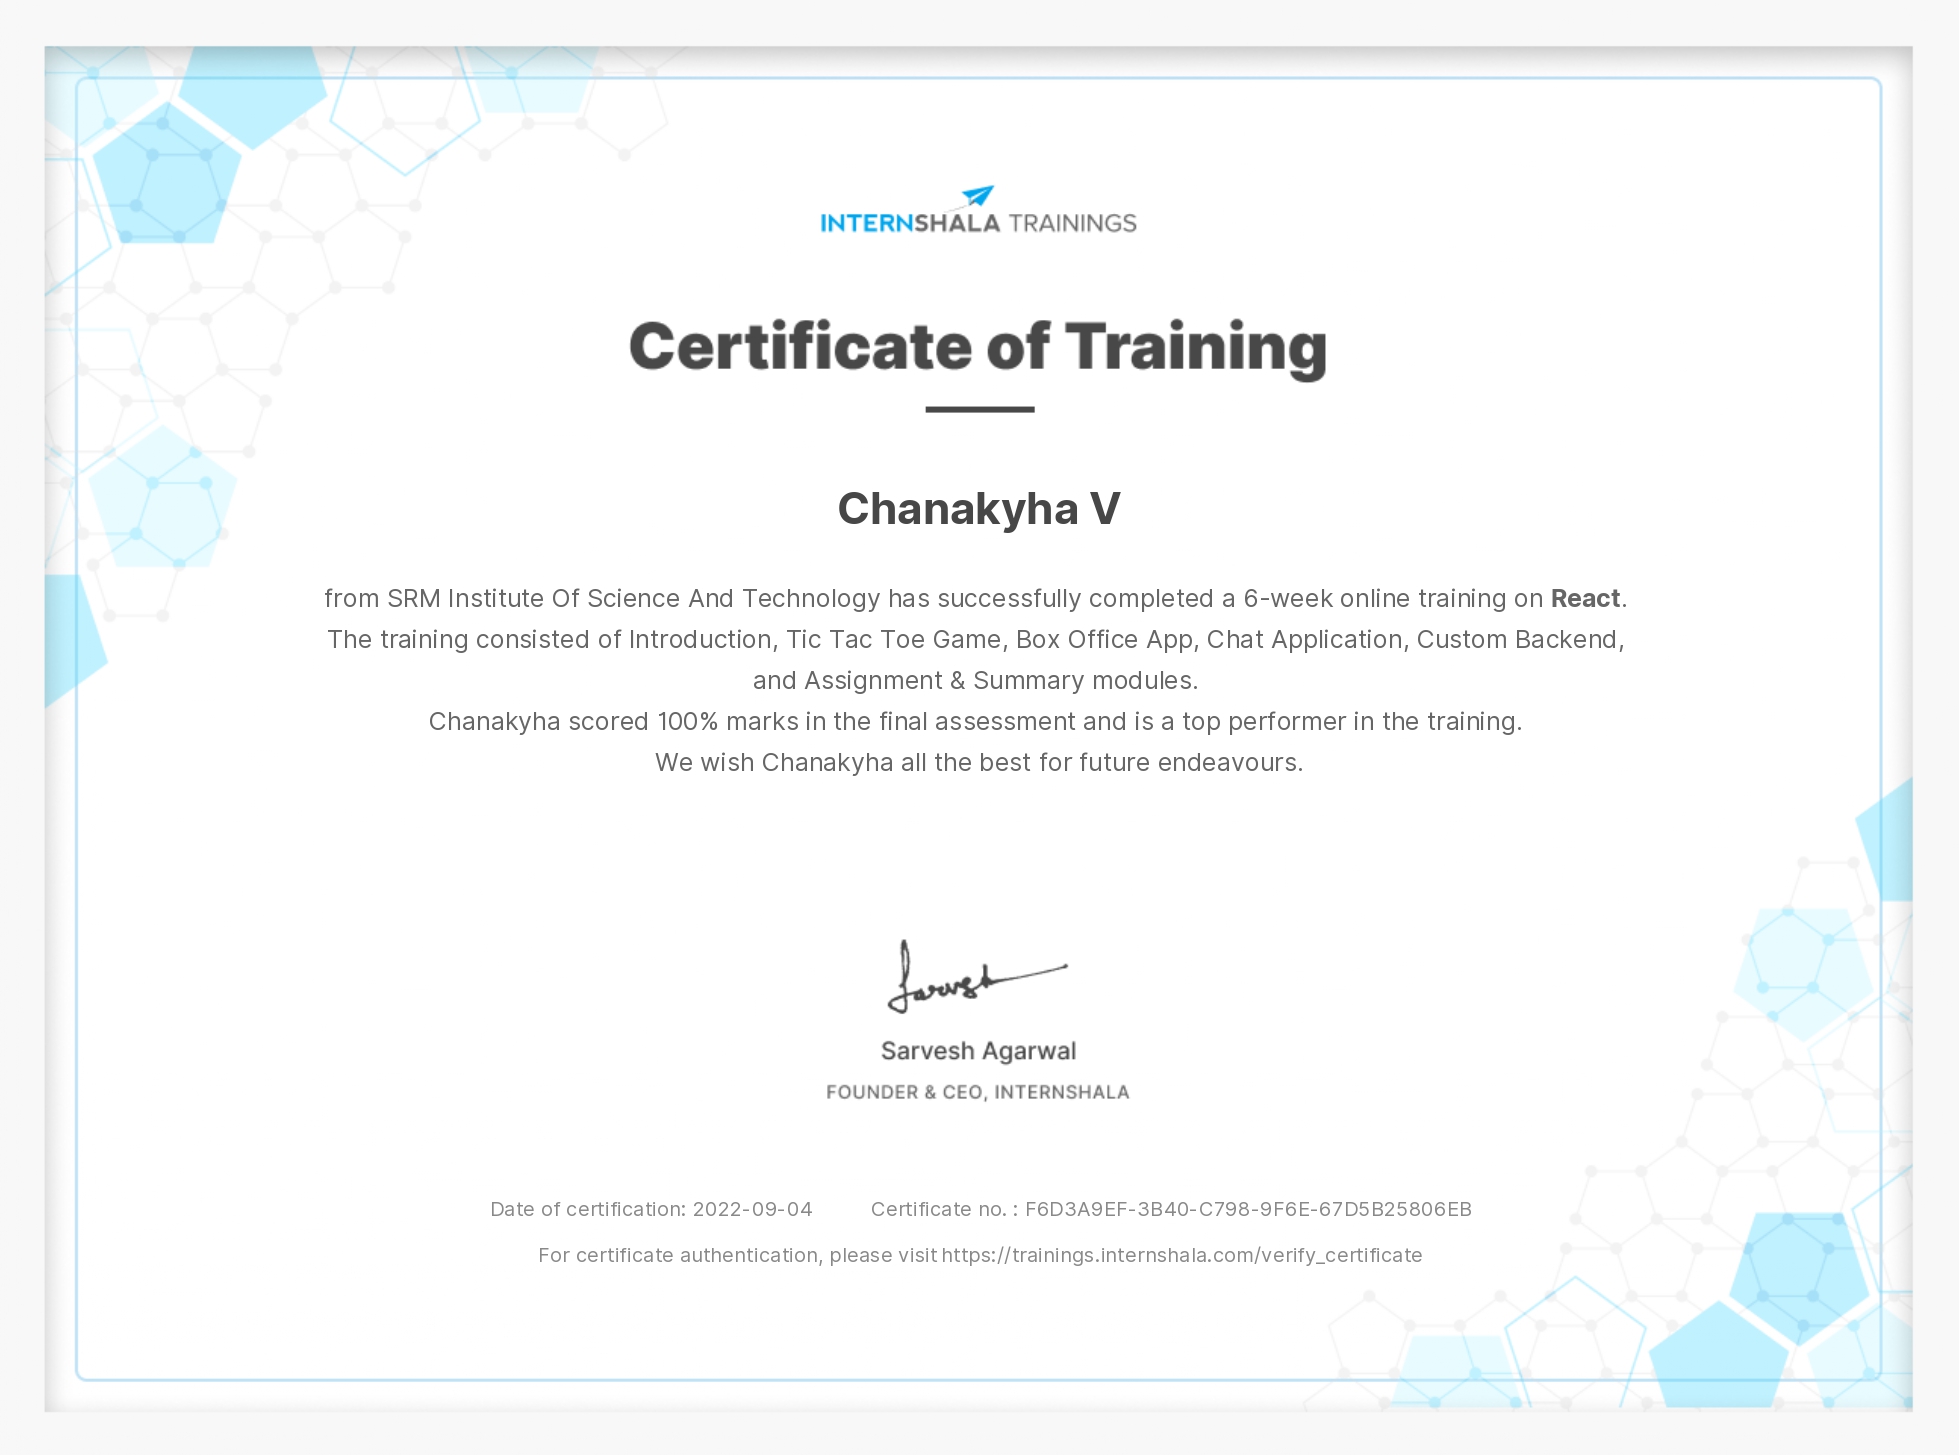 INTERNSHALA TRAININGS
Certificate of Training
Chanakyha V
from SRM Institute Of Science And Technology has successfully completed a 6-week online training on React.
The training consisted of Introduction, Tic Tac Toe Game, Box Office App, Chat Application, Custom Backend,
and Assignment & Summary modules.
Chanakyha scored 100% marks in the final assessment and is a top performer in the training.
We wish Chanakyha all the best for future endeavours.
Sarvesh
Sarvesh Agarwal
FOUNDER & CEO, INTERNSHALA
Date of certification: 2022-09-04 Certificate no. : F6D3A9EF-3B40-C798-9F6E-67D5B25806EB
For certificate authentication, please visit https://trainings.internshala.com/verify_certificate